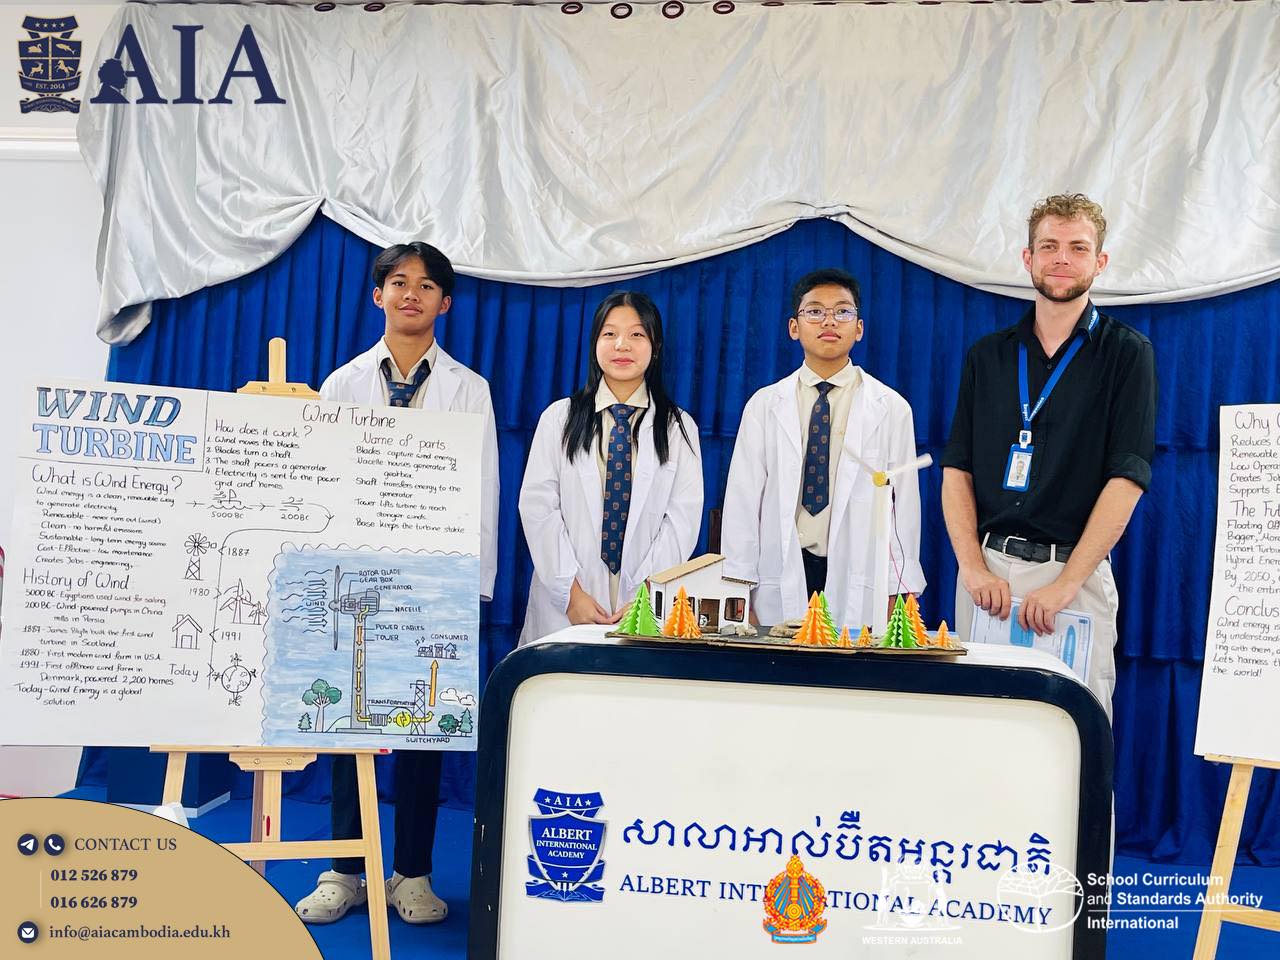 AIA
EST. 2014
WIND
TURBINE
What is Wind Energy?
Wind energy is a clean, renewable way
to generate electricity.
Renewable - never runs out (wind)
Clean - no harmful emissions
Sustainable - long term energy source
Cost-Effective - low maintenance
Creates Jobs - engineering,
History of Wind
5000 BC - Egyptians used wind for sailing
200 BC - Wind-powered pumps in China
mills in Persia
1887 - James Blyth built the first wind
turbine in Scotland
1980 - First modern wind farm in USA
1991 - First offshore wind farm in
Denmark, powered 2,200 homes
Today - Wind Energy is a global
solution.
Wind Turbine
How does it work?
1. Wind moves the blades
2. Blades turn a shaft.
3. The shaft powers a generator
4. Electricity is sent to the power
grid and homes
Name of parts:
Blades capture wind energy
Nacelle houses generator &
gearbox
Shaft transfers energy to the
generator
Tower lifts turbine to reach
stronger winds.
Base keeps the turbine stable
5000 BC
200 BC
1887
1980
1991
Today
WIND
ROTOR BLADE
GEAR BOX
GENERATOR
NACELLE
POWER CABLES
TOWER
CONSUMER
TRANSFORMATION
SWITCHYARD
Why
Reduces
Renewable
Low Operat
Creates Job
Supports E
The Fut
Floating Off
Bigger, More
Smart Turbin
Hybrid Energ
By 2050,
the emit
Conclus
Wind energy is
By understand
ing with them,
Let's harness th
the world!
AIA
ALBERT
INTERNATIONAL
ACADEMY
សាលាអាល់ប៊ឺតអន្តរជាតិ
ALBERT INTERNATIONAL ACADEMY
CONTACT US
012 526 879
016 626 879
info@aiacambodia.edu.kh
WESTERN AUSTRALIA
School Curriculum
and Standards Authority
International